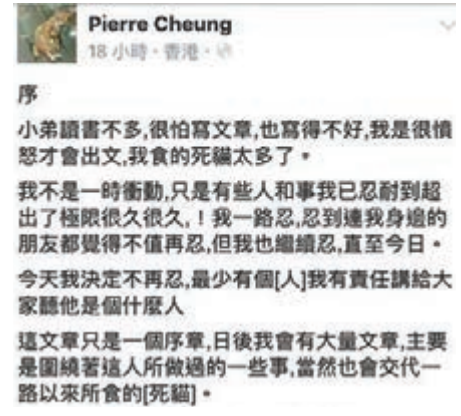 Pierre Cheung
18 小時·香港·
序
小弟讀書不多,很怕寫文章,也寫得不好,我是很憤
怒才會出文,我食的死貓太多了。
我不是一時衝動,只是有些人和事我已忍耐到超
出了極限很久很久,！我一路忍,忍到連我身邊的
朋友都覺得不值再忍,但我也繼續忍,直至今日。
今天我決定不再忍,最少有個[人]我有責任講給大
家聽他是個什麼人
這文章只是一個序章,日後我會有大量文章,主要
是圍繞著這人所做過的一些事,當然也會交代一
路以來所食的[死貓]。